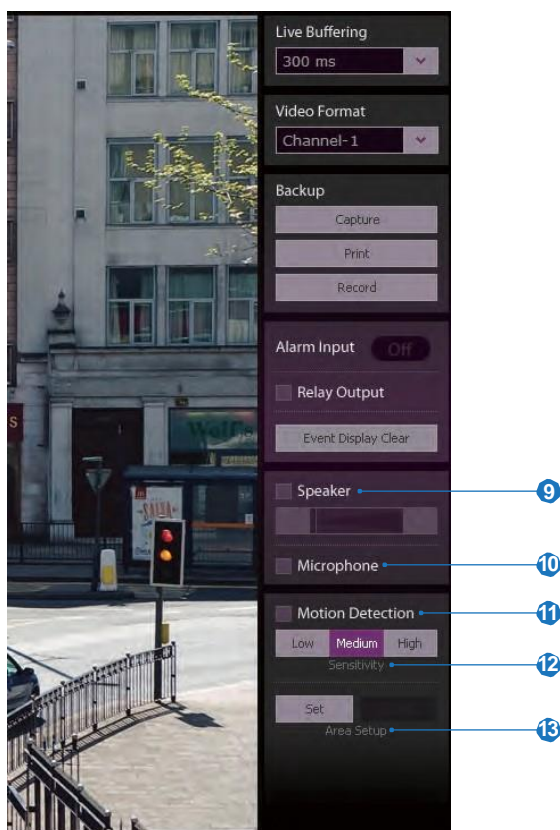 Live Buffering
300 ms
Video Format
Channel-1
Backup
Capture
Print
Record
Alarm Input Off
Relay Output
Event Display Clear
S
Speaker 9
Microphone 10
Motion Detection 11
Low Medium High
Sensitivity 12
Set
Area Setup 13